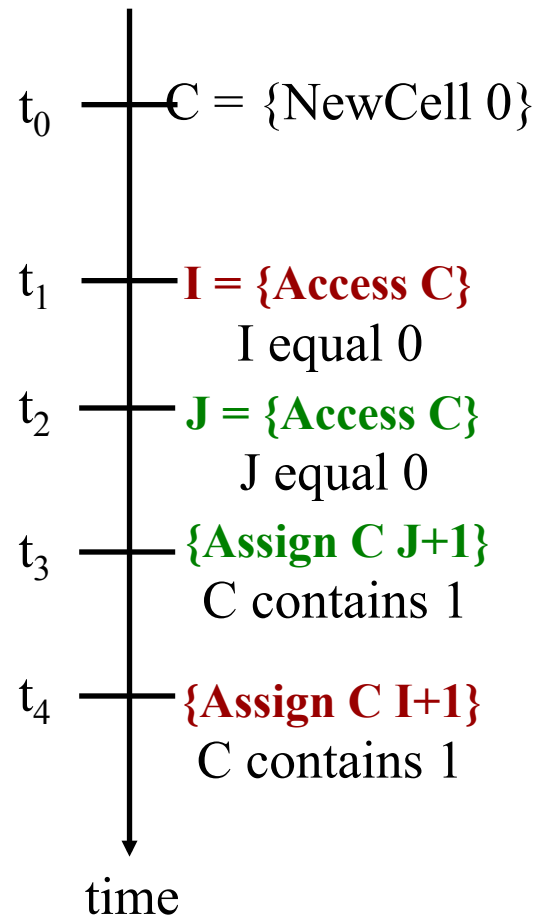 t0 C = {NewCell 0}
t1 I = {Access C}
I equal 0
t2 J = {Access C}
J equal 0
t3 {Assign C J+1}
C contains 1
t4 {Assign C I+1}
C contains 1
time